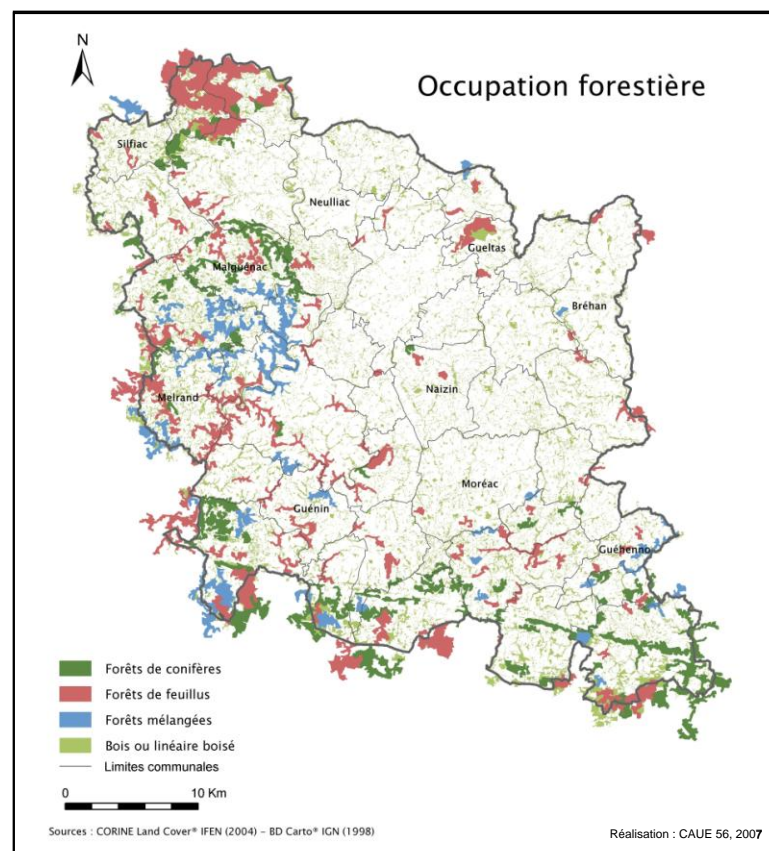 N
Occupation forestière
Silfiac
Neulliac
Gueltas
Malguénac
Bréhan
Naizin
Melrand
Moréac
Guénin
Guéhenno
Forêts de conifères
Forêts de feuillus
Forêts mélangées
Bois ou linéaire boisé
Limites communales
0 10 Km
Sources : CORINE Land Cover® IFEN (2004) – BD Carto® IGN (1998)
Réalisation : CAUE 56, 2007